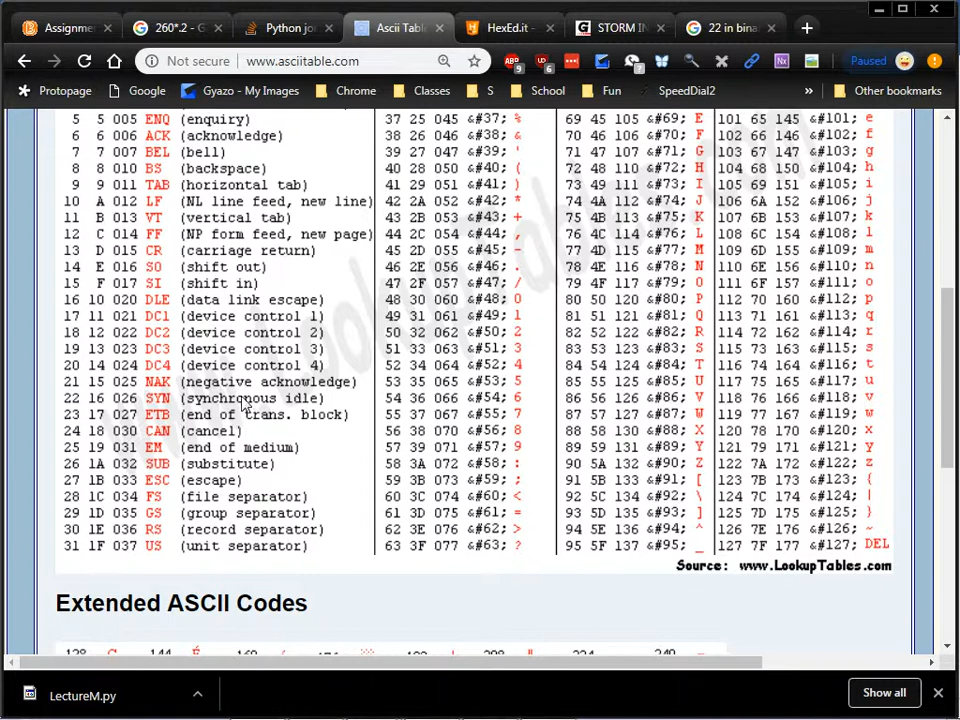 Assignme
260*.2 - G
Python jo
Ascii Tabl
HexEd.it -
STORM IN
22 in bina
Not secure | www.asciitable.com
9
6
7
Paused
Protopage
Google
Gyazo - My Images
Chrome
Classes
S
School
Fun
SpeedDial2
»
Other bookmarks
5 5 005 ENQ (enquiry) 37 25 045 &#37; % 69 45 105 &#69; E 101 65 145 &#101; e
6 6 006 ACK (acknowledge) 38 26 046 &#38; & 70 46 106 &#70; F 102 66 146 &#102; f
7 7 007 BEL (bell) 39 27 047 &#39; ' 71 47 107 &#71; G 103 67 147 &#103; g
8 8 010 BS (backspace) 40 28 050 &#40; ( 72 48 110 &#72; H 104 68 150 &#104; h
9 9 011 TAB (horizontal tab) 41 29 051 &#41; ) 73 49 111 &#73; I 105 69 151 &#105; i
10 A 012 LF (NL line feed, new line) 42 2A 052 &#42; * 74 4A 112 &#74; J 106 6A 152 &#106; j
11 B 013 VT (vertical tab) 43 2B 053 &#43; + 75 4B 113 &#75; K 107 6B 153 &#107; k
12 C 014 FF (NP form feed, new page) 44 2C 054 &#44; , 76 4C 114 &#76; L 108 6C 154 &#108; l
13 D 015 CR (carriage return) 45 2D 055 &#45; - 77 4D 115 &#77; M 109 6D 155 &#109; m
14 E 016 SO (shift out) 46 2E 056 &#46; . 78 4E 116 &#78; N 110 6E 156 &#110; n
15 F 017 SI (shift in) 47 2F 057 &#47; / 79 4F 117 &#79; O 111 6F 157 &#111; o
16 10 020 DLE (data link escape) 48 30 060 &#48; 0 80 50 120 &#80; P 112 70 160 &#112; p
17 11 021 DC1 (device control 1) 49 31 061 &#49; 1 81 51 121 &#81; Q 113 71 161 &#113; q
18 12 022 DC2 (device control 2) 50 32 062 &#50; 2 82 52 122 &#82; R 114 72 162 &#114; r
19 13 023 DC3 (device control 3) 51 33 063 &#51; 3 83 53 123 &#83; S 115 73 163 &#115; s
20 14 024 DC4 (device control 4) 52 34 064 &#52; 4 84 54 124 &#84; T 116 74 164 &#116; t
21 15 025 NAK (negative acknowledge) 53 35 065 &#53; 5 85 55 125 &#85; U 117 75 165 &#117; u
22 16 026 SYN (synchronous idle) 54 36 066 &#54; 6 86 56 126 &#86; V 118 76 166 &#118; v
23 17 027 ETB (end of trans. block) 55 37 067 &#55; 7 87 57 127 &#87; W 119 77 167 &#119; w
24 18 030 CAN (cancel) 56 38 070 &#56; 8 88 58 130 &#88; X 120 78 170 &#120; x
25 19 031 EM (end of medium) 57 39 071 &#57; 9 89 59 131 &#89; Y 121 79 171 &#121; y
26 1A 032 SUB (substitute) 58 3A 072 &#58; : 90 5A 132 &#90; Z 122 7A 172 &#122; z
27 1B 033 ESC (escape) 59 3B 073 &#59; ; 91 5B 133 &#91; [ 123 7B 173 &#123; {
28 1C 034 FS (file separator) 60 3C 074 &#60; < 92 5C 134 &#92; \ 124 7C 174 &#124; |
29 1D 035 GS (group separator) 61 3D 075 &#61; = 93 5D 135 &#93; ] 125 7D 175 &#125; }
30 1E 036 RS (record separator) 62 3E 076 &#62; > 94 5E 136 &#94; ^ 126 7E 176 &#126; ~
31 1F 037 US (unit separator) 63 3F 077 &#63; ? 95 5F 137 &#95; _ 127 7F 177 &#127; DEL
Source: www.LookupTables.com
Extended ASCII Codes
LectureM.py
Show all